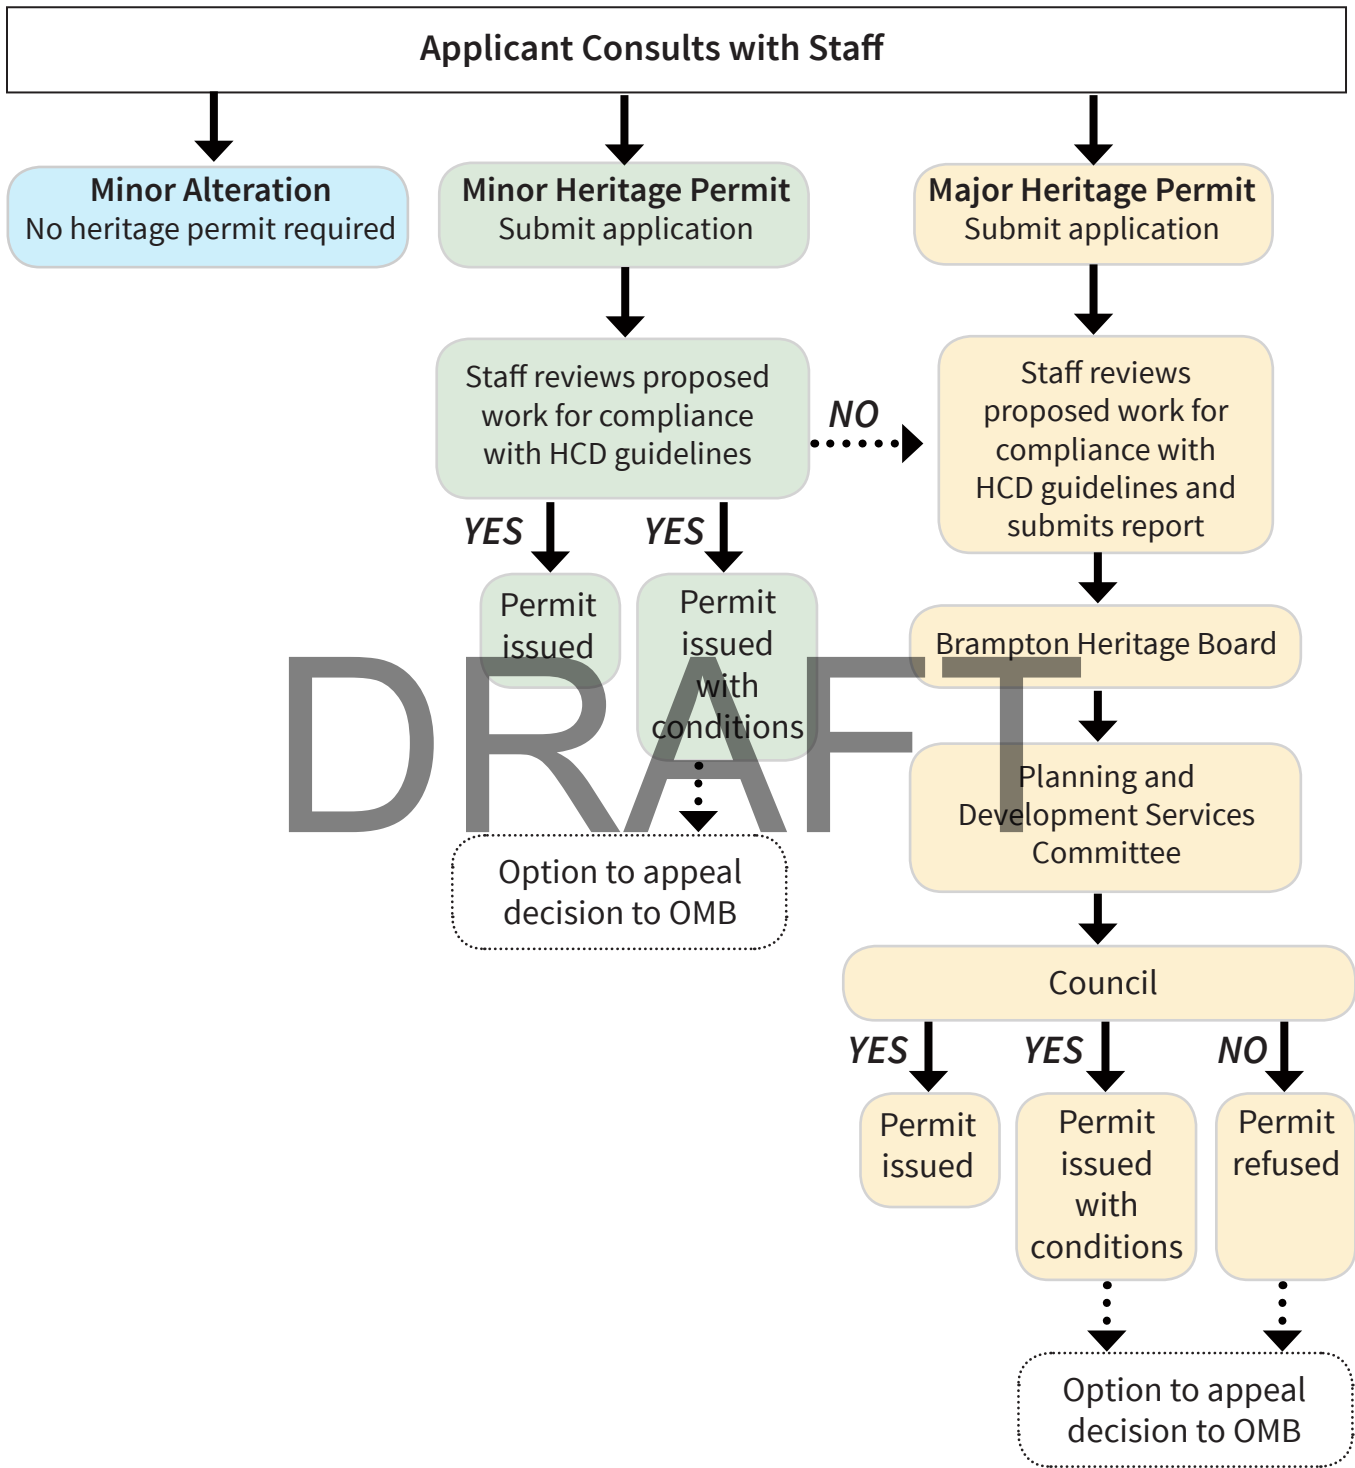 Applicant Consults with Staff
Minor Alteration
No heritage permit required
Minor Heritage Permit
Submit application
Major Heritage Permit
Submit application
Staff reviews proposed
work for compliance
with HCD guidelines
NO
Staff reviews
proposed work for
compliance with
HCD guidelines and
submits report
YES
YES
Permit
issued
Permit
issued
with
conditions
Brampton Heritage Board
DRAFT
Planning and
Development Services
Committee
Option to appeal
decision to OMB
Council
YES
YES
NO
Permit
issued
Permit
issued
with
conditions
Permit
refused
Option to appeal
decision to OMB